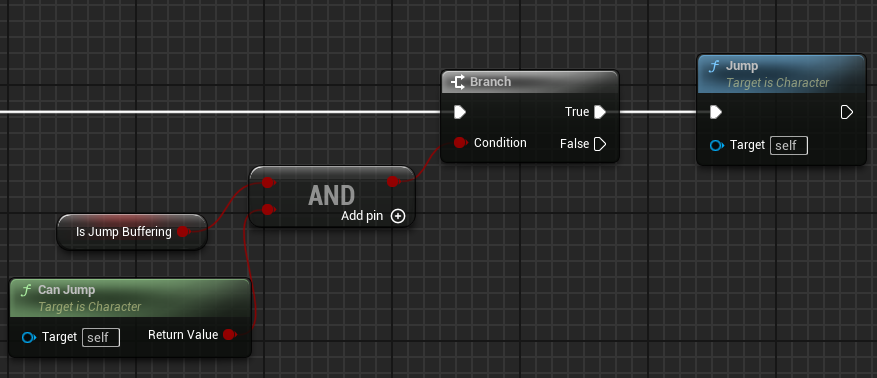 Branch
True
Condition
False
f Jump
Target is Character
Target self
AND
Add pin
Is Jump Buffering
f Can Jump
Target is Character
Target self
Return Value